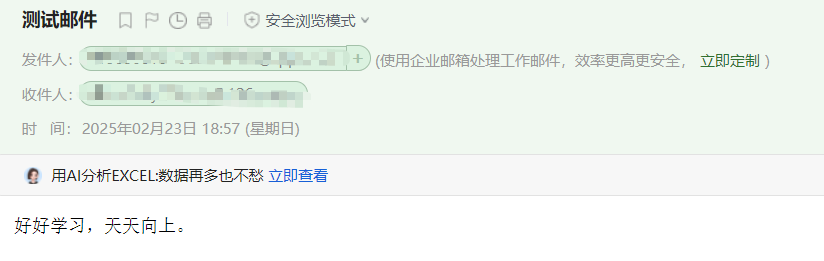 测试邮件 安全浏览模式
发件人： (使用企业邮箱处理工作邮件，效率更高更安全， 立即定制 )
收件人：
时 间：2025年02月23日 18:57 (星期日)
用AI分析EXCEL:数据再多也不愁 立即查看
好好学习，天天向上。